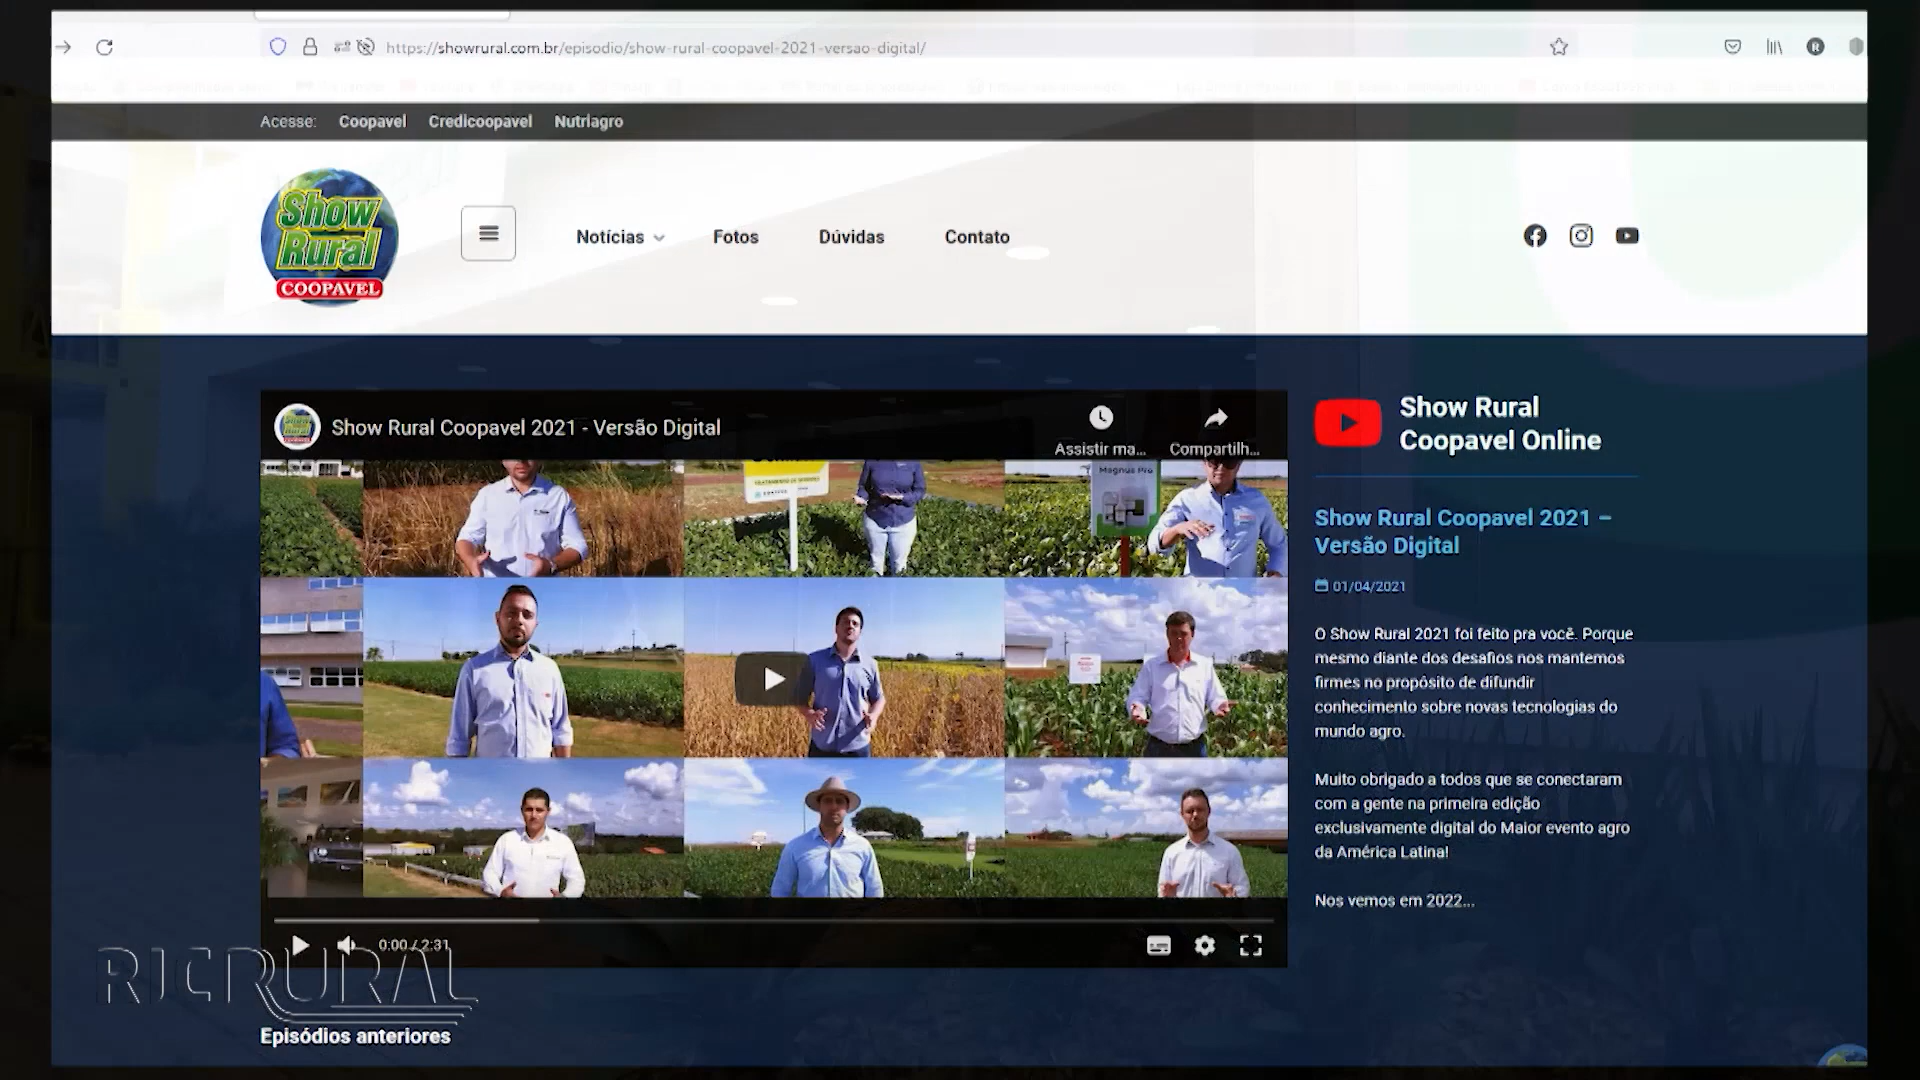 https://showrural.com.br/episodio/show-rural-coopavel-2021-versao-digital/
Acesse: Coopavel Credicoopavel Nutriagro
Show
Rural
COOPAVEL
Notícias Fotos Dúvidas Contato
Show Rural Coopavel 2021 - Versão Digital
Assistir ma...
Compartilh...
Magnus Pro
Show Rural
Coopavel Online
Show Rural Coopavel 2021 –
Versão Digital
01/04/2021
O Show Rural 2021 foi feito pra você. Porque
mesmo diante dos desafios nos mantemos
firmes no propósito de difundir
conhecimento sobre novas tecnologias do
mundo agro.
Muito obrigado a todos que se conectaram
com a gente na primeira edição
exclusivamente digital do Maior evento agro
da América Latina!
Nos vemos em 2022...
0:00 / 2:31
RICRURAL
Episódios anteriores